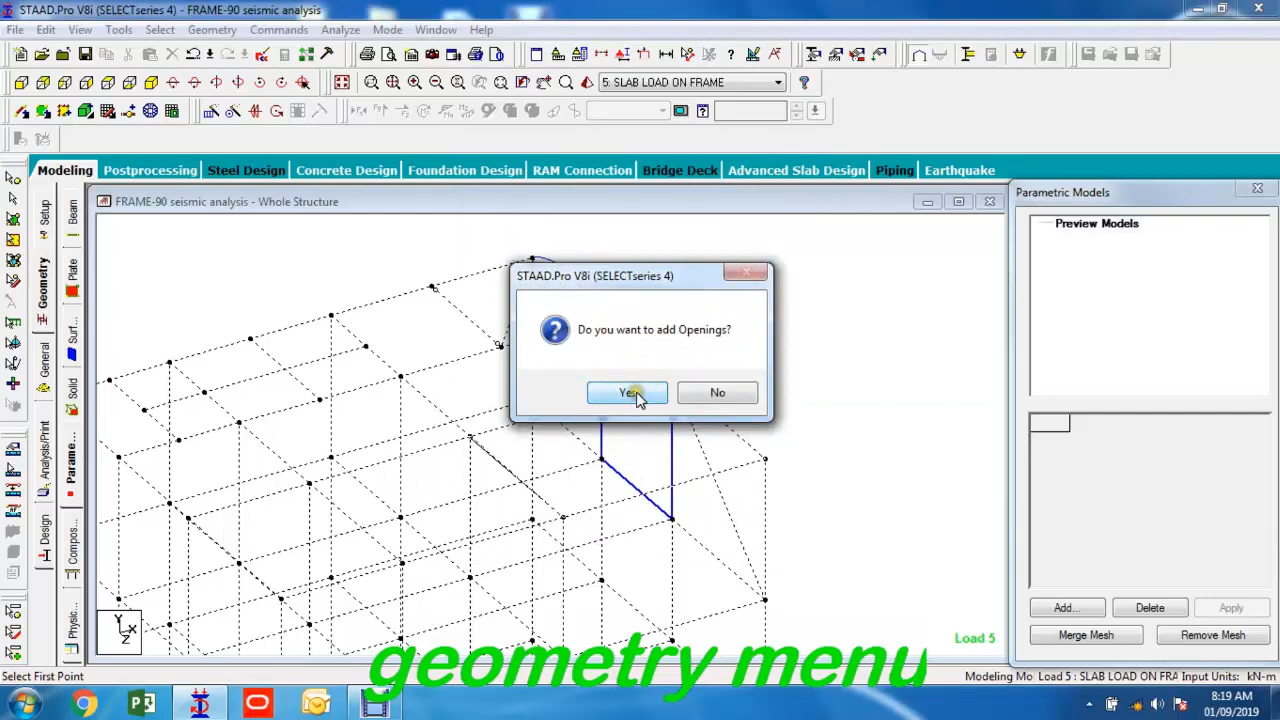 STAAD.Pro V8i (SELECTseries 4) - FRAME-90 seismic analysis
File Edit View Tools Select Geometry Commands Analyze Mode Window Help
5: SLAB LOAD ON FRAME
Modeling Postprocessing Steel Design Concrete Design Foundation Design RAM Connection Bridge Deck Advanced Slab Design Piping Earthquake
FRAME-90 seismic analysis - Whole Structure
Parametric Models
Preview Models
Setup
Geometry
General
Analysis/Print
Design
Beam
Plate
Surf...
Solid
Parame...
Compos...
Physic...
STAAD.Pro V8i (SELECTseries 4)
Do you want to add Openings?
Yes No
Add... Delete Apply
Merge Mesh Remove Mesh
Y
X
Z
Load 5
geometry menu
Select First Point
Modeling Mo Load 5 : SLAB LOAD ON FRA Input Units: kN-m
8:19 AM
01/09/2019